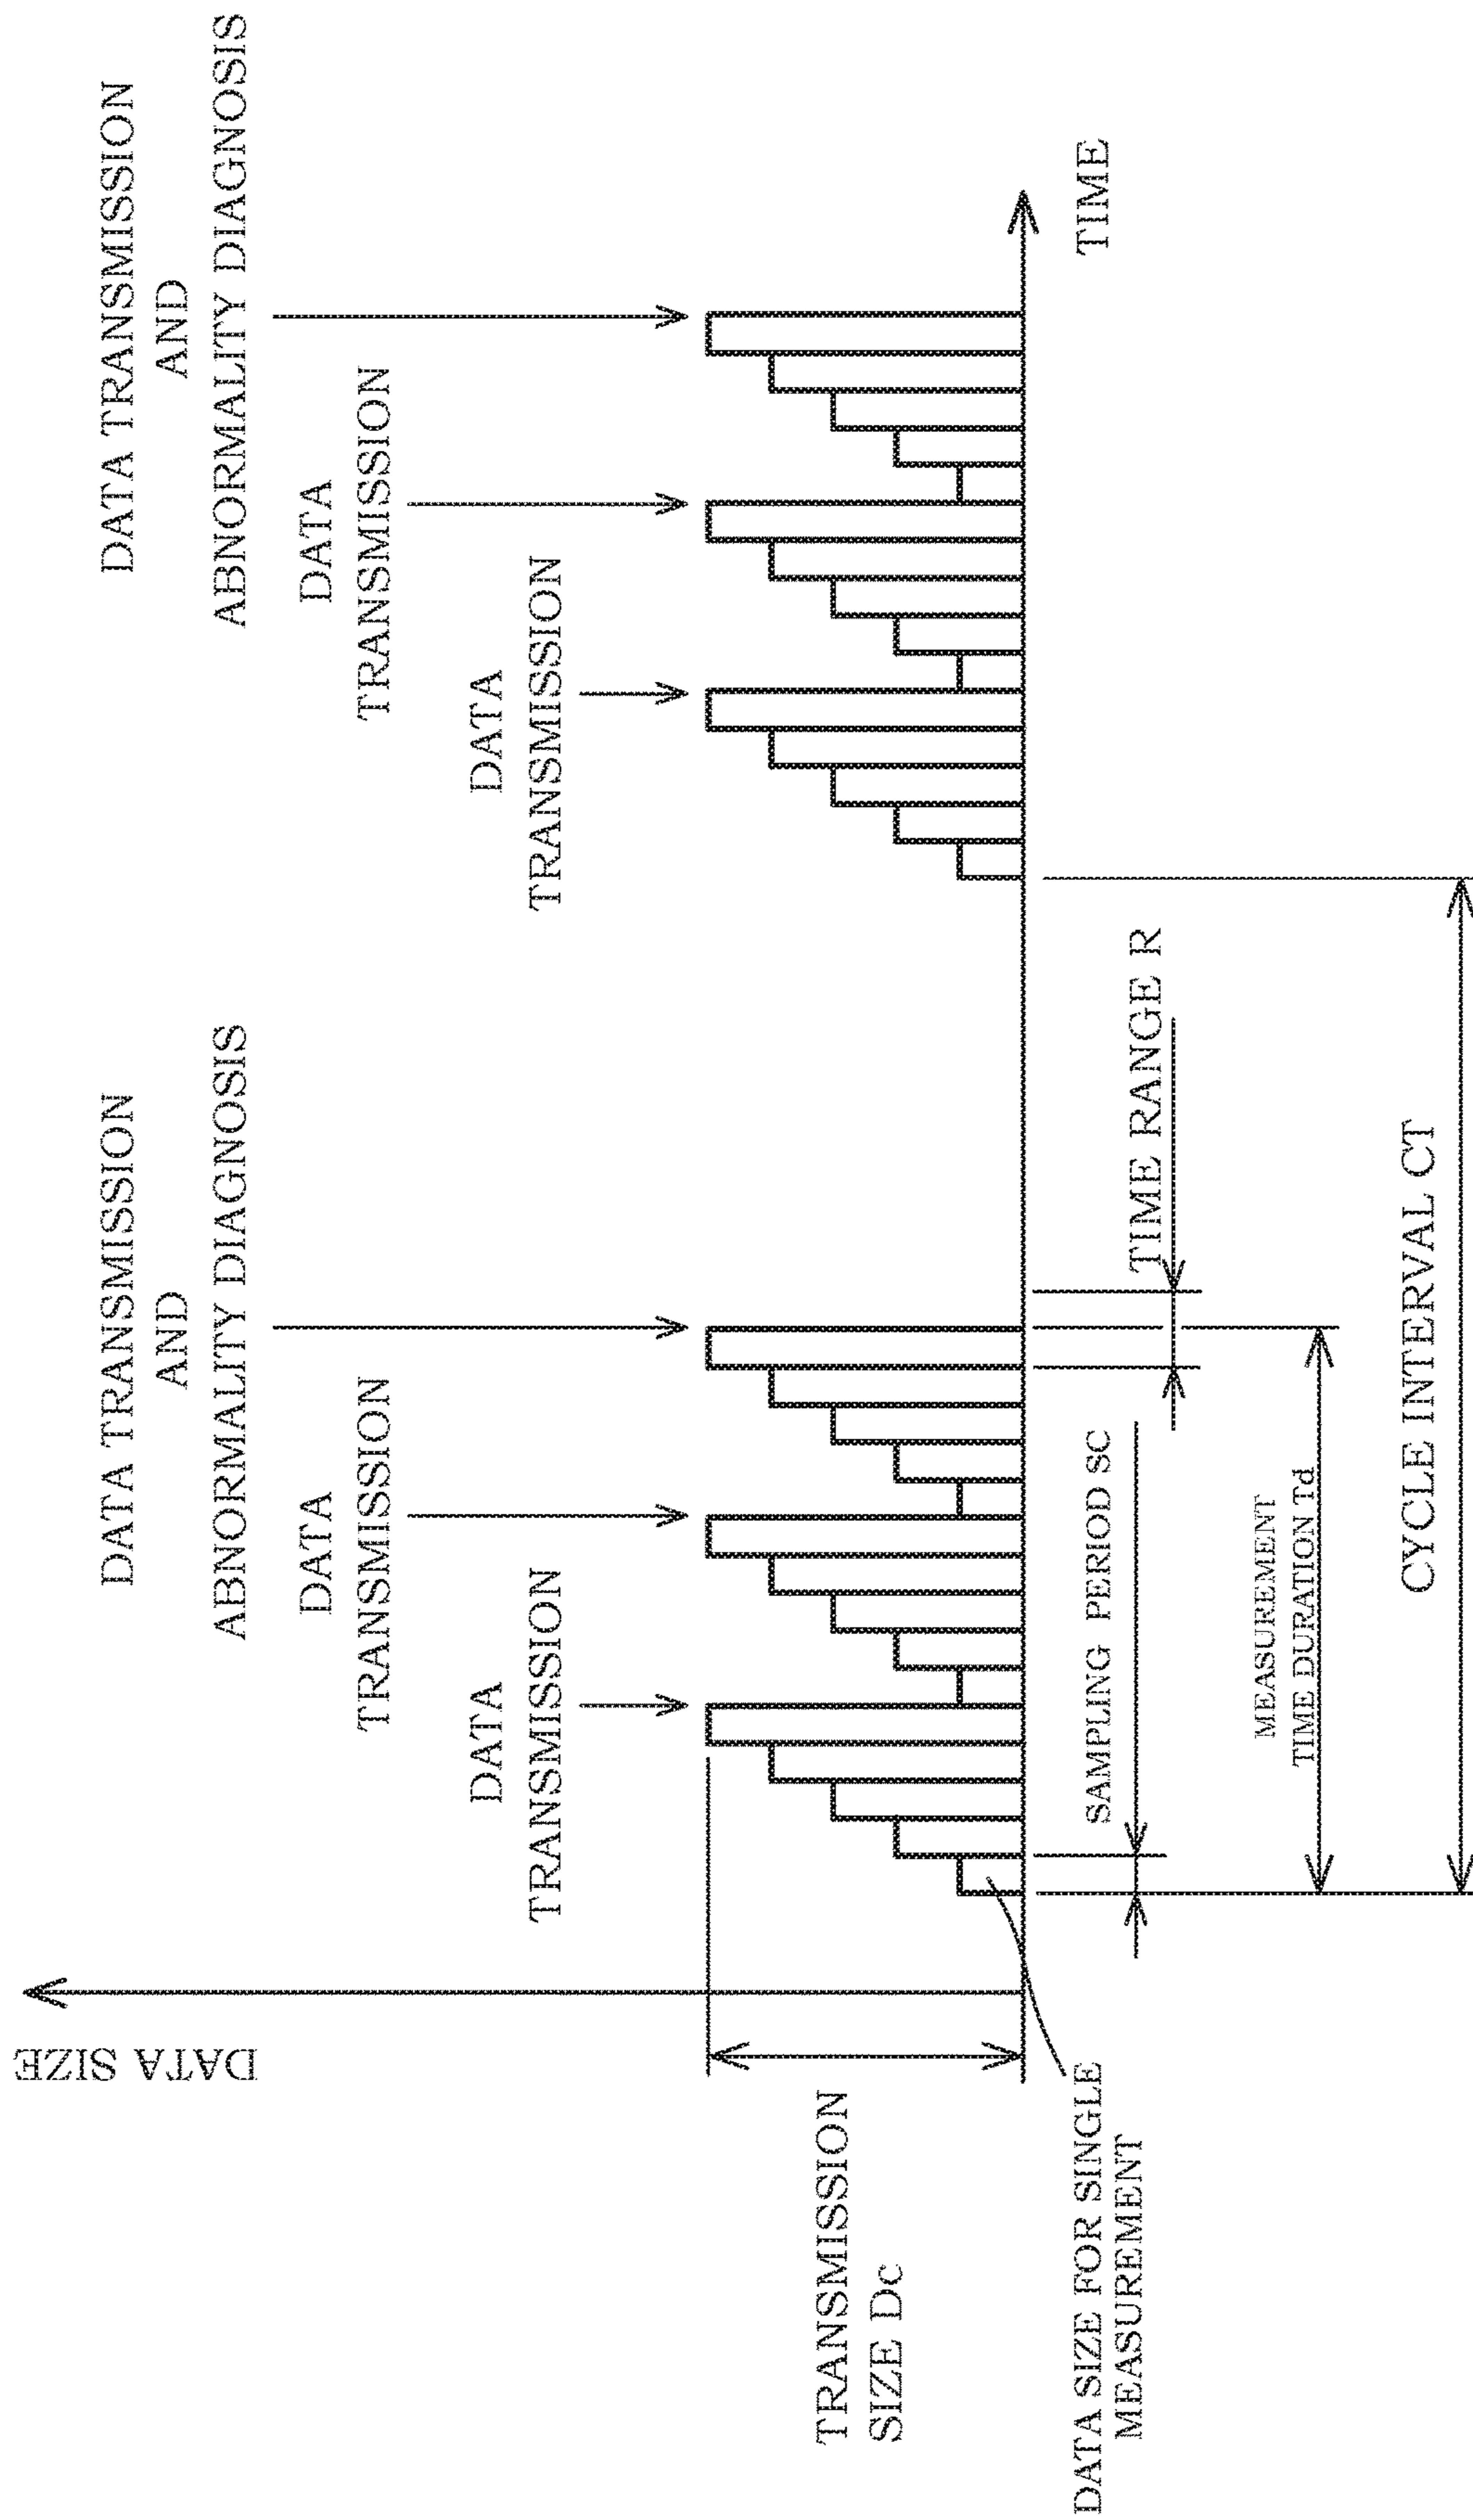 DATA SIZE
DATA TRANSMISSION
AND
ABNORMALITY DIAGNOSIS
DATA
TRANSMISSION
DATA
TRANSMISSION
DATA TRANSMISSION
AND
ABNORMALITY DIAGNOSIS
DATA
TRANSMISSION
DATA
TRANSMISSION
TRANSMISSION
SIZE Dc
DATA SIZE FOR SINGLE
MEASUREMENT
SAMPLING PERIOD SC
TIME RANGE R
TIME
MEASUREMENT
TIME DURATION Td
CYCLE INTERVAL CT